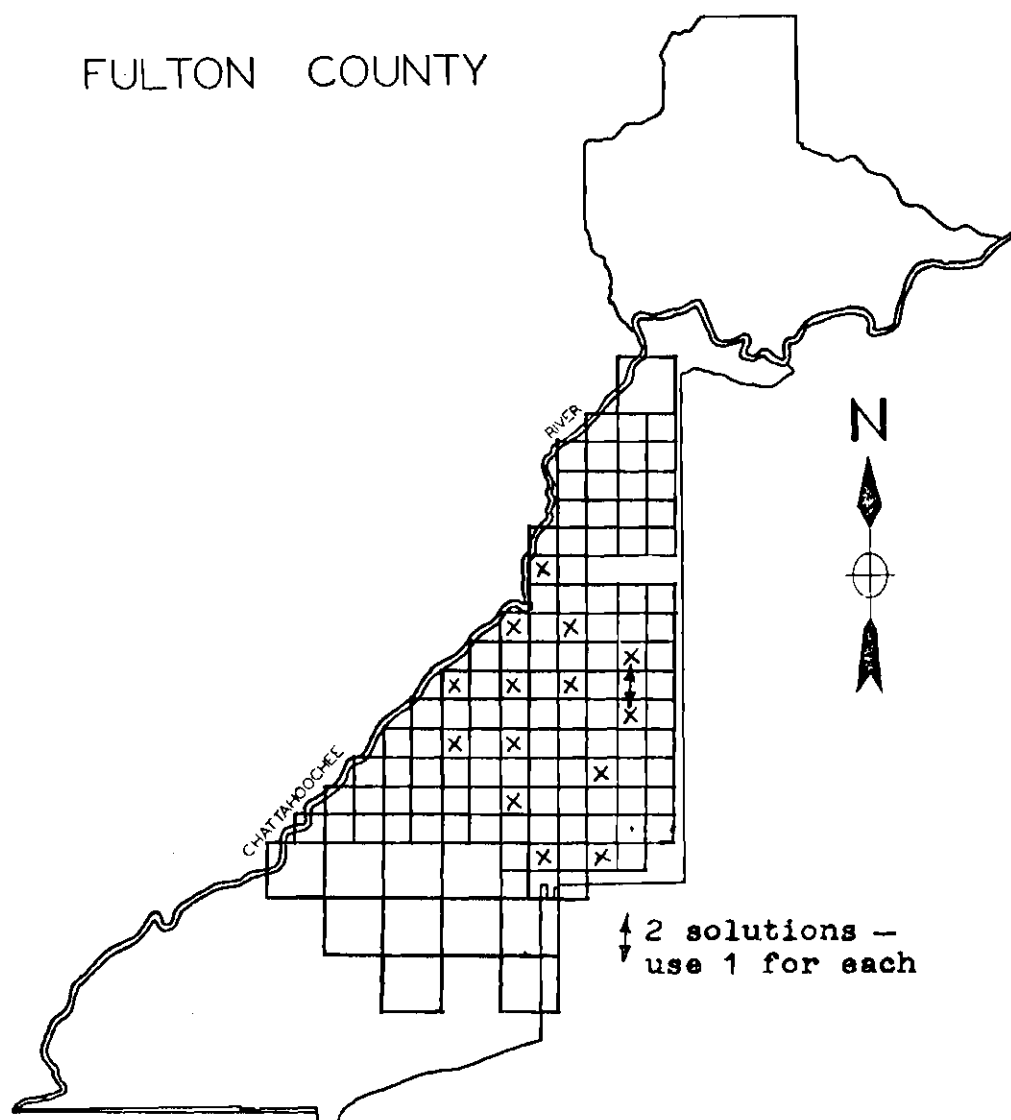 FULTON COUNTY
RIVER
N
X
X X
X
X X X
X
X X
X
X
X X
CHATTAHOOCHEE
2 solutions —
use 1 for each